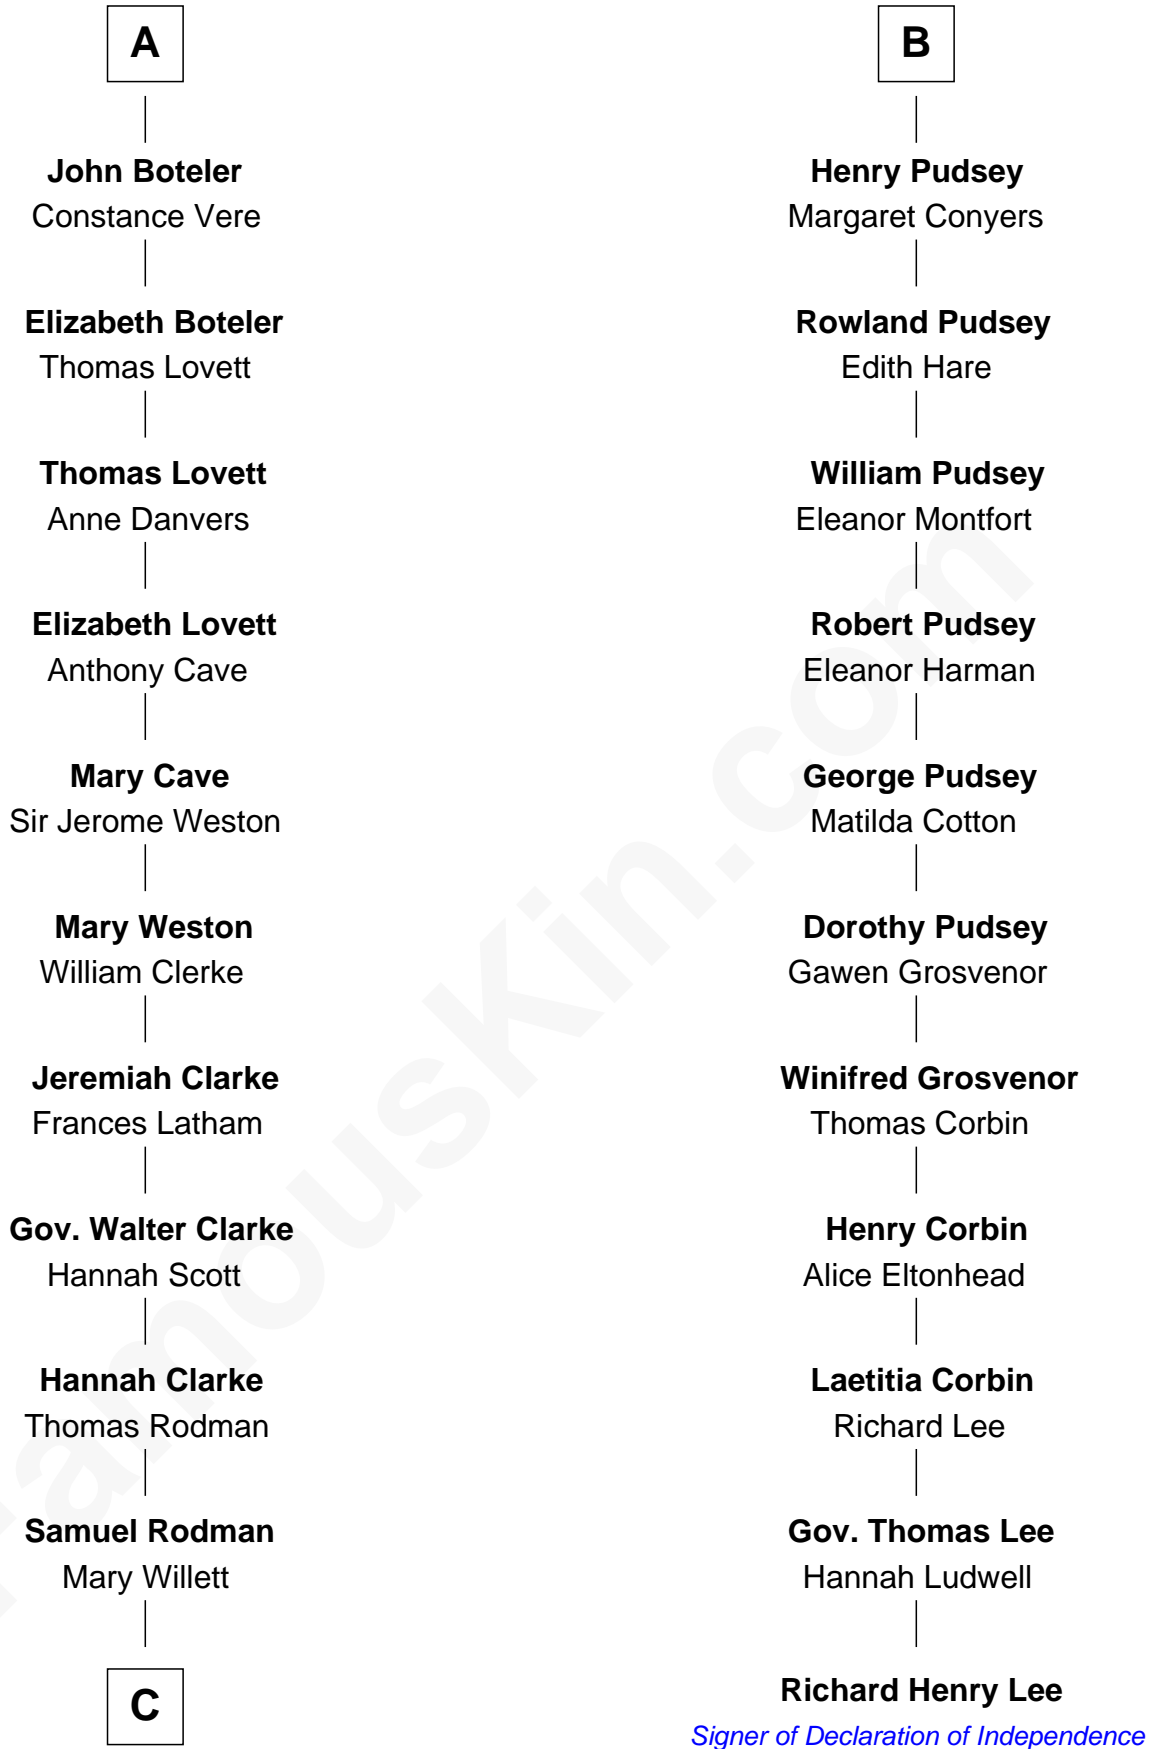 A
John Boteler
Constance Vere
Elizabeth Boteler
Thomas Lovett
Thomas Lovett
Anne Danvers
Elizabeth Lovett
Anthony Cave
Mary Cave
Sir Jerome Weston
Mary Weston
William Clerke
Jeremiah Clarke
Frances Latham
Gov. Walter Clarke
Hannah Scott
Hannah Clarke
Thomas Rodman
Samuel Rodman
Mary Willett
C
B
Henry Pudsey
Margaret Conyers
Rowland Pudsey
Edith Hare
William Pudsey
Eleanor Montfort
Robert Pudsey
Eleanor Harman
George Pudsey
Matilda Cotton
Dorothy Pudsey
Gawen Grosvenor
Winifred Grosvenor
Thomas Corbin
Henry Corbin
Alice Eltonhead
Laetitia Corbin
Richard Lee
Gov. Thomas Lee
Hannah Ludwell
Richard Henry Lee
Signer of Declaration of Independence
FamousKin.com